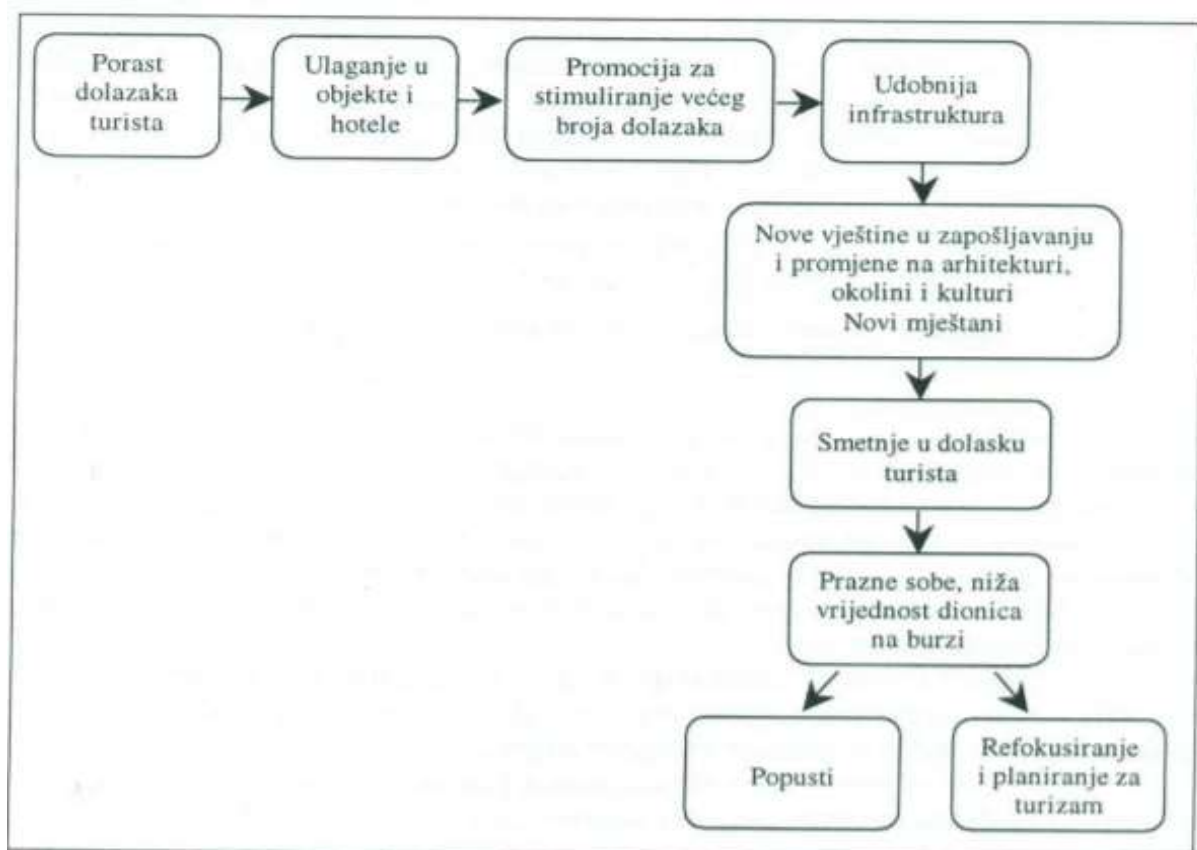 Porast
dolazaka
turista
Ulaganje u
objekte i
hotele
Promocija za
stimuliranje većeg
broja dolazaka
Udobnija
infrastruktura
Nove vještine u zapošljavanju
i promjene na arhitekturi,
okolini i kulturi
Novi mještani
Smetnje u dolasku
turista
Prazne sobe, niža
vrijednost dionica
na burzi
Popusti
Refokusiranje
i planiranje za
turizam